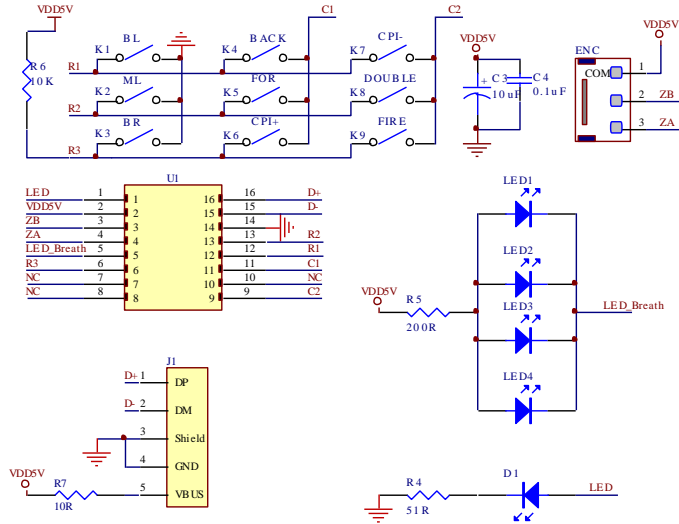 VDD5V C1 C2 VDD5V
BL BACK CPI- VDD5V ENC
R6 K1 K4 K7
10K R1 COM 1
ML FOR DOUBLE C3 C4
K2 K5 K8 10uF 0.1uF 2 ZB
R2
BR CPI+ FIRE 3 ZA
K3 K6 K9
R3
U1 LED1
LED 1 1 16 16 D+
VDD5V 2 2 15 15 D-
ZB 3 3 14 14
ZA 4 4 13 13 R2
LED_Breath 5 5 12 12 R1 LED2
R3 6 6 11 11 C1
NC 7 7 10 10 NC
NC 8 8 9 9 C2
VDD5V R5 LED3 LED_Breath
200R
J1
D+ 1 DP LED4
D- 2 DM
3 Shield
4 GND
VDD5V R7 5 VBUS R4 D1 LED
10R 51R